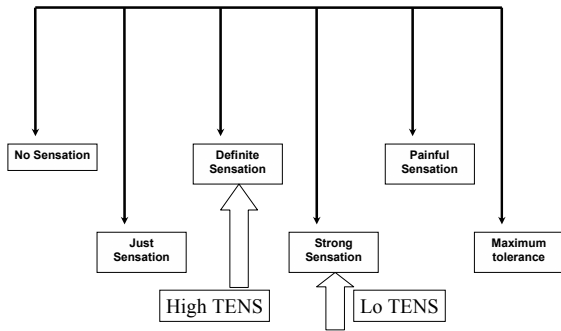 No Sensation
Definite
Sensation
Painful
Sensation
Just
Sensation
Strong
Sensation
Maximum
tolerance
High TENS
Lo TENS